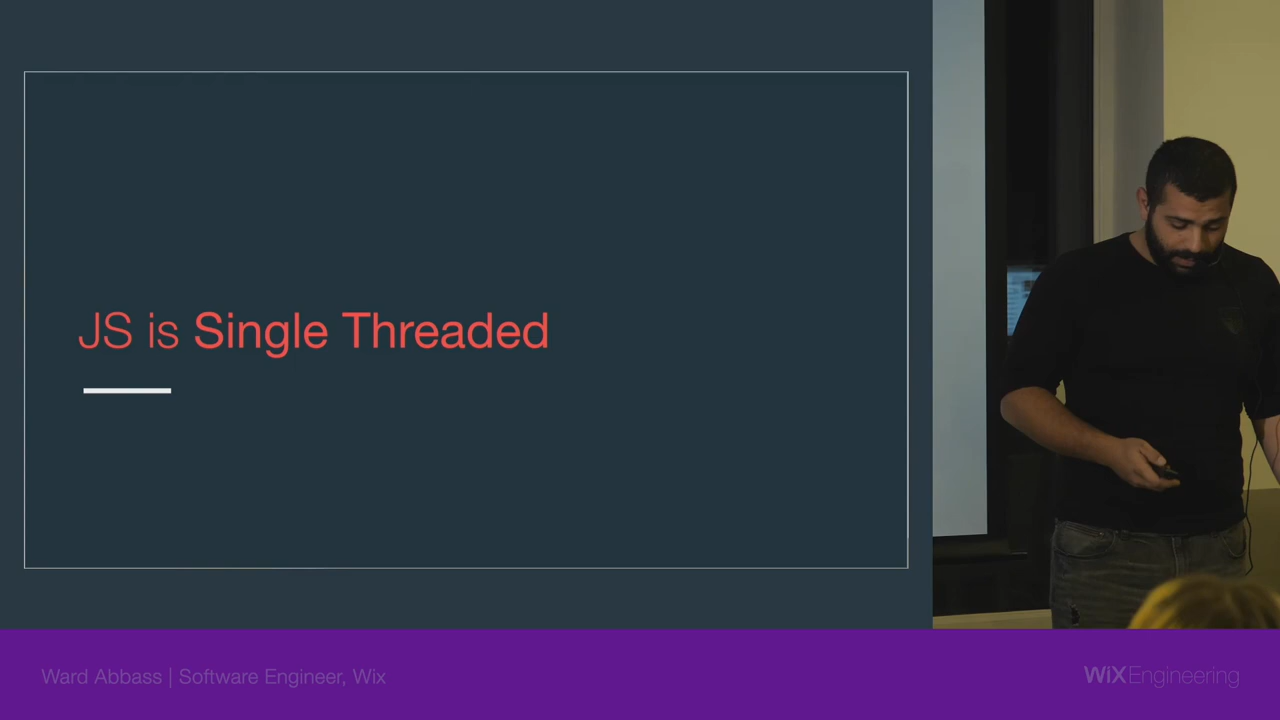 JS is Single Threaded
Ward Abbass | Software Engineer, Wix
WiXEngineering